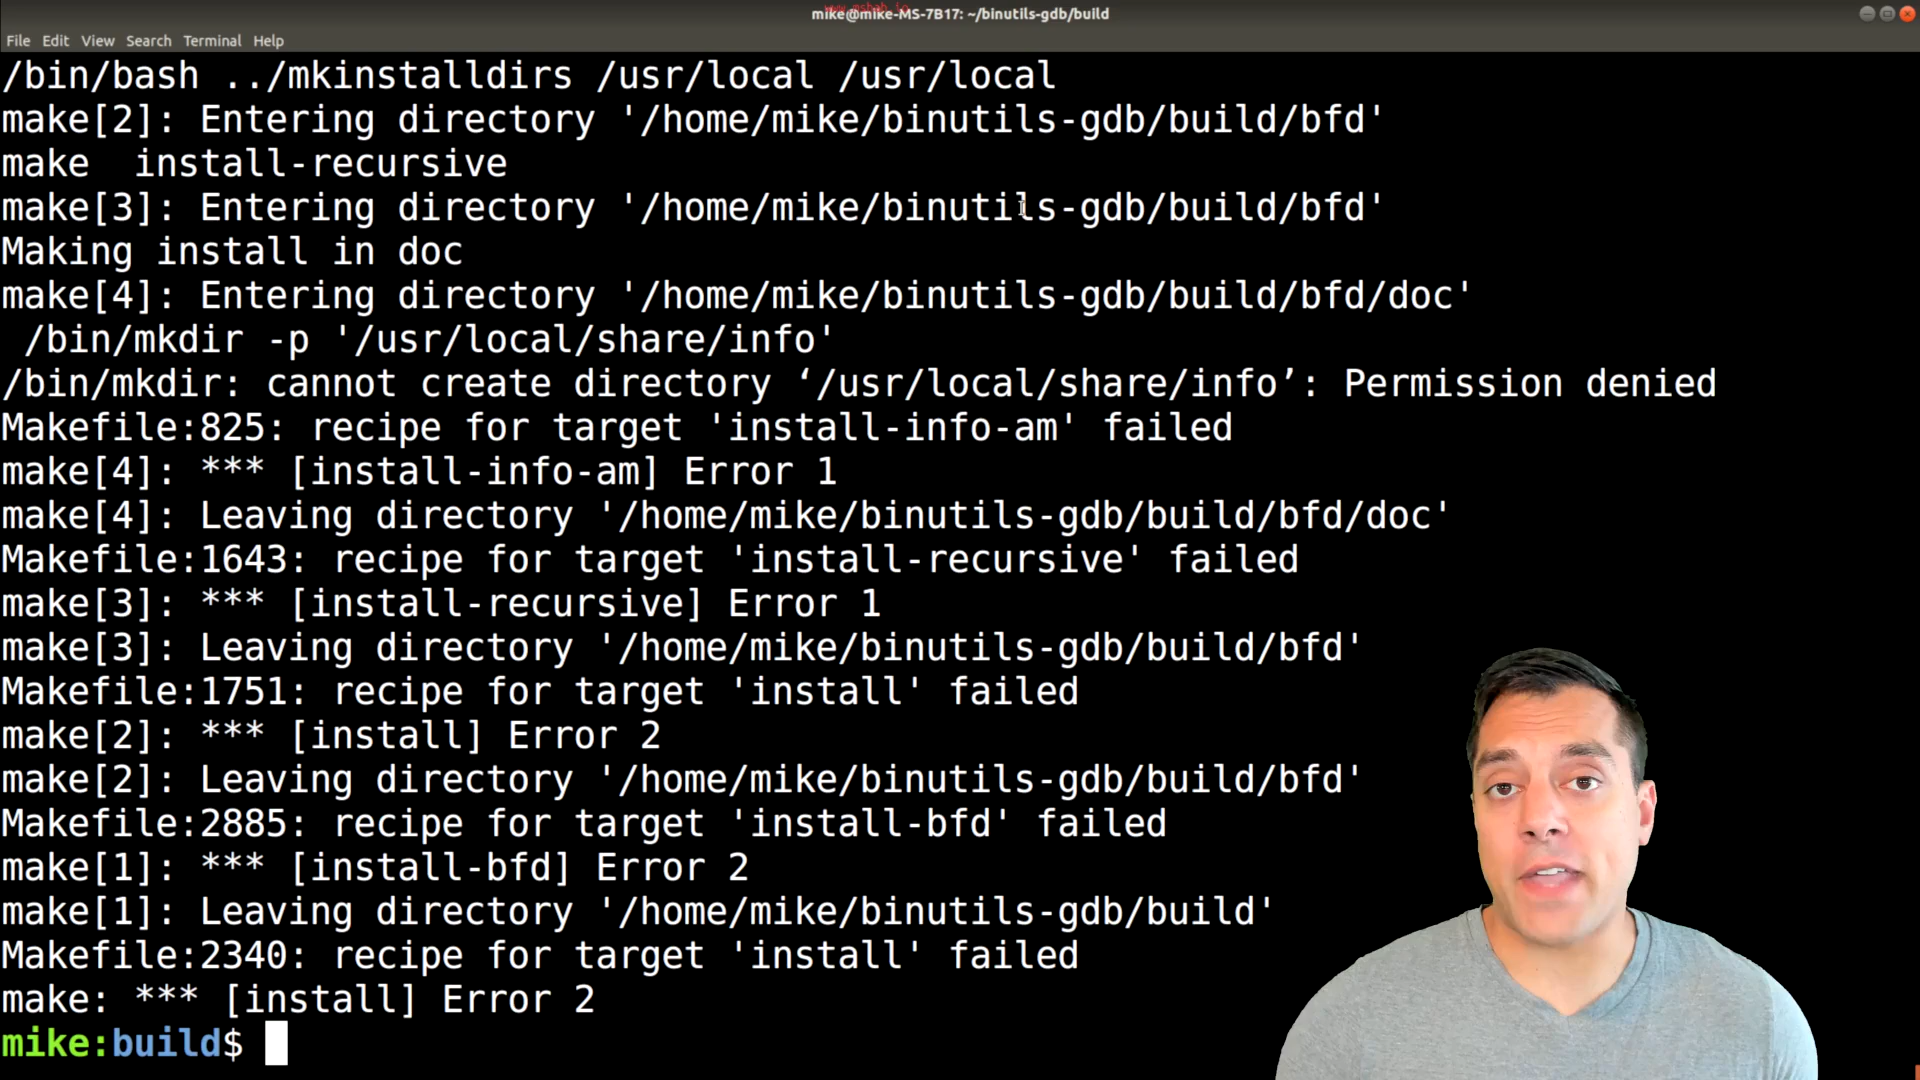 www.mshah.io
mike@mike-MS-7B17: ~/binutils-gdb/build
File Edit View Search Terminal Help
/bin/bash ../mkinstalldirs /usr/local /usr/local
make[2]: Entering directory '/home/mike/binutils-gdb/build/bfd'
make  install-recursive
make[3]: Entering directory '/home/mike/binutils-gdb/build/bfd'
Making install in doc
make[4]: Entering directory '/home/mike/binutils-gdb/build/bfd/doc'
 /bin/mkdir -p '/usr/local/share/info'
/bin/mkdir: cannot create directory ‘/usr/local/share/info’: Permission denied
Makefile:825: recipe for target 'install-info-am' failed
make[4]: *** [install-info-am] Error 1
make[4]: Leaving directory '/home/mike/binutils-gdb/build/bfd/doc'
Makefile:1643: recipe for target 'install-recursive' failed
make[3]: *** [install-recursive] Error 1
make[3]: Leaving directory '/home/mike/binutils-gdb/build/bfd'
Makefile:1751: recipe for target 'install' failed
make[2]: *** [install] Error 2
make[2]: Leaving directory '/home/mike/binutils-gdb/build/bfd'
Makefile:2885: recipe for target 'install-bfd' failed
make[1]: *** [install-bfd] Error 2
make[1]: Leaving directory '/home/mike/binutils-gdb/build'
Makefile:2340: recipe for target 'install' failed
make: *** [install] Error 2
mike:build$